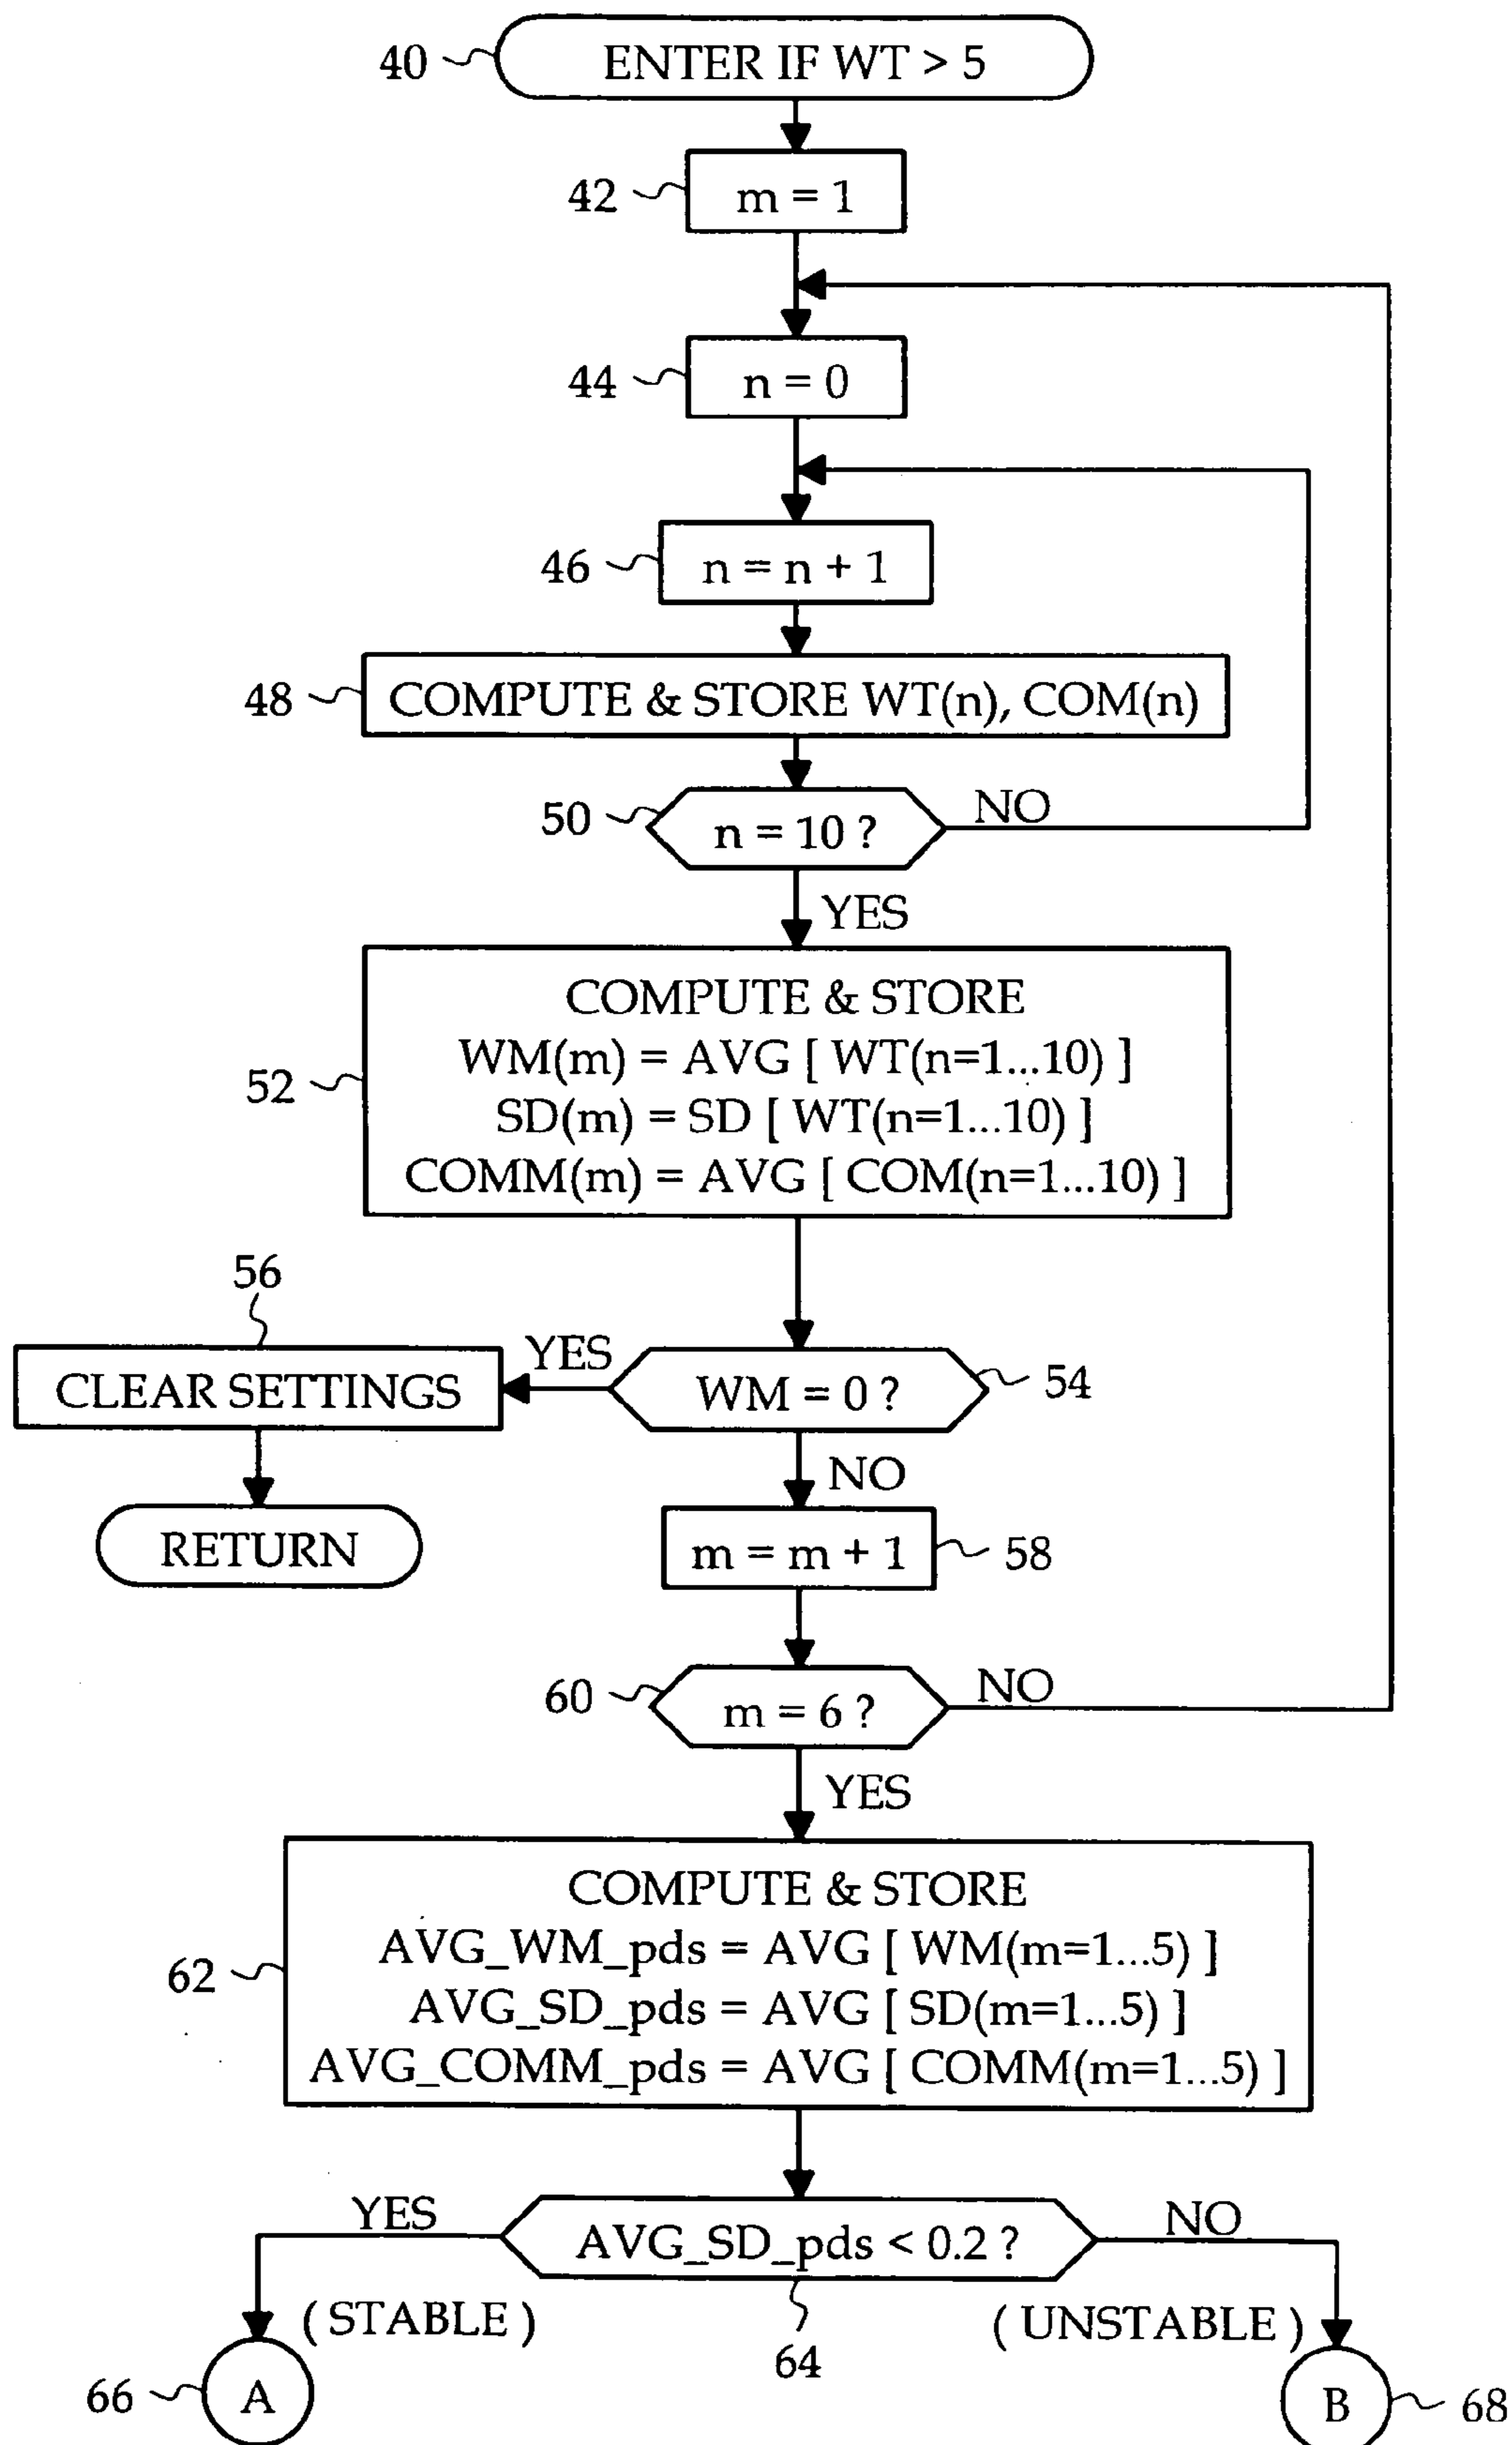 40
ENTER IF WT > 5
42
m = 1
44
n = 0
46
n = n + 1
48
COMPUTE & STORE WT(n), COM(n)
50
n = 10 ?
NO
YES
52
COMPUTE & STORE
WM(m) = AVG [ WT(n=1...10) ]
SD(m) = SD [ WT(n=1...10) ]
COMM(m) = AVG [ COM(n=1...10) ]
56
CLEAR SETTINGS
YES
WM = 0 ?
54
NO
RETURN
m = m + 1
58
60
m = 6 ?
NO
YES
62
COMPUTE & STORE
AVG_WM_pds = AVG [ WM(m=1...5) ]
AVG_SD_pds = AVG [ SD(m=1...5) ]
AVG_COMM_pds = AVG [ COMM(m=1...5) ]
YES
AVG_SD_pds < 0.2 ?
NO
( STABLE )
64
( UNSTABLE )
66
A
B
68